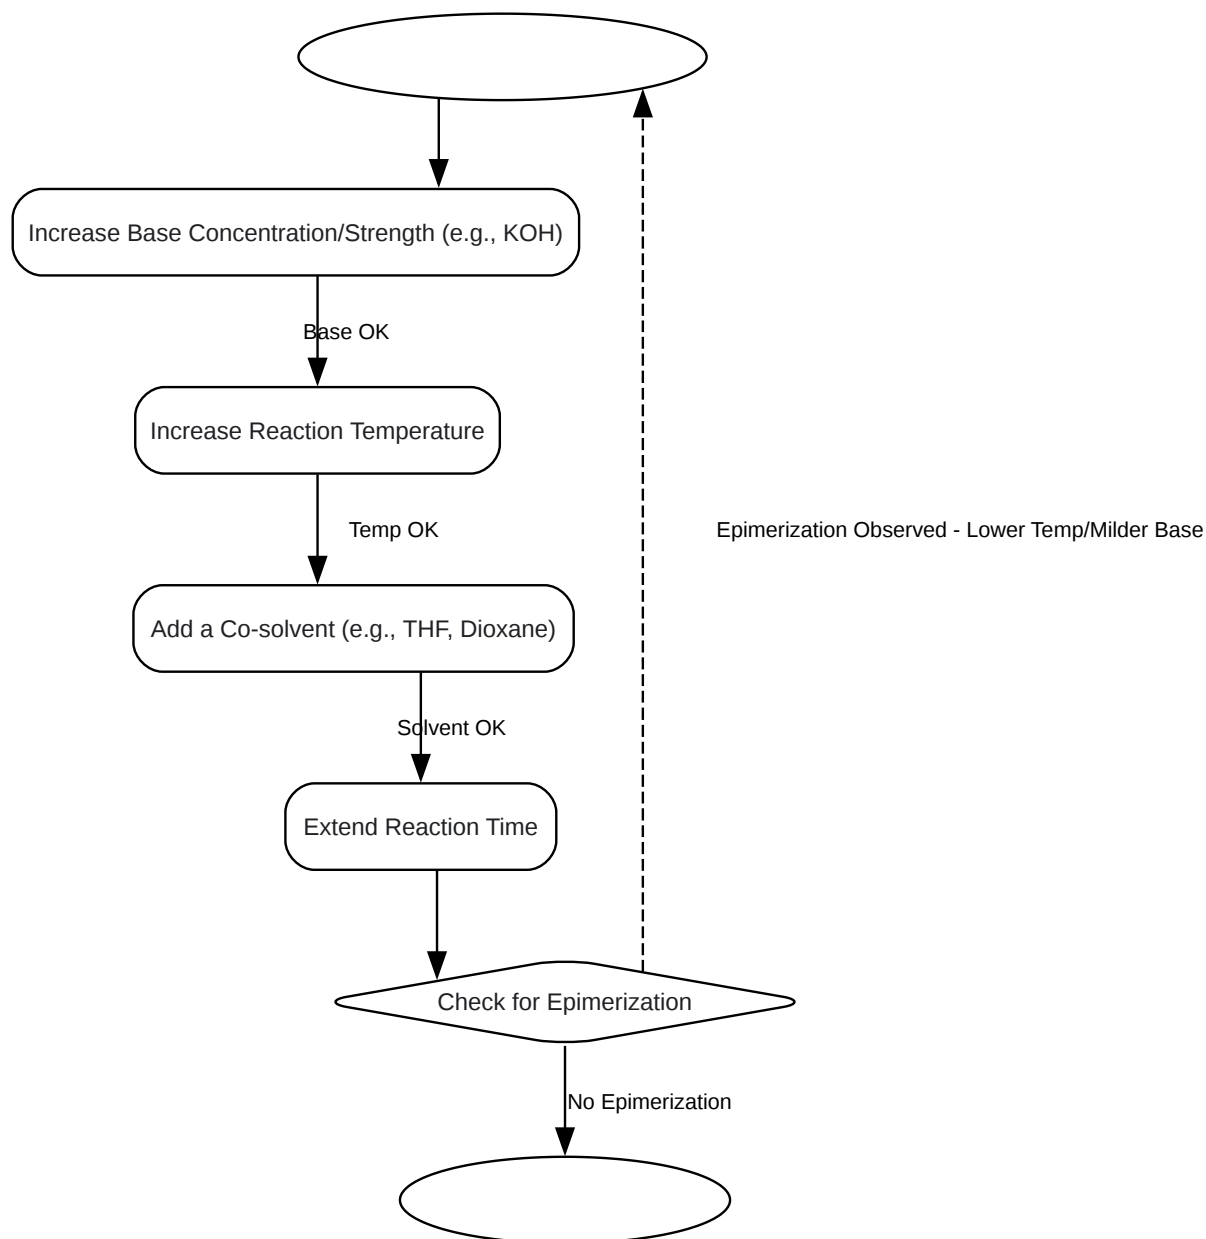 Increase Base Concentration/Strength (e.g., KOH)
Base OK
Increase Reaction Temperature
Temp OK
Epimerization Observed - Lower Temp/Milder Base
Add a Co-solvent (e.g., THF, Dioxane)
Solvent OK
Extend Reaction Time
Check for Epimerization
No Epimerization